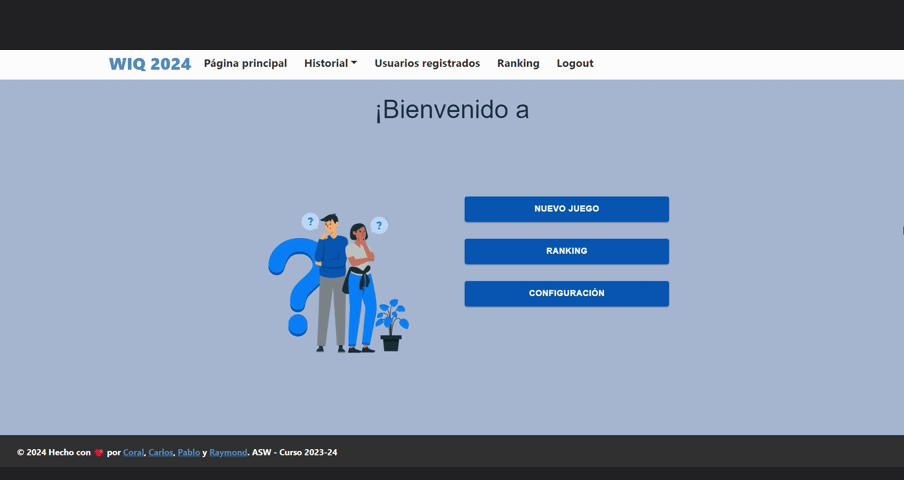 WIQ 2024 Página principal Historial Usuarios registrados Ranking Logout
¡Bienvenido a
? ?
NUEVO JUEGO
RANKING
CONFIGURACIÓN
© 2024 Hecho con ❤ por Coral, Carlos, Pablo y Raymond. ASW - Curso 2023-24